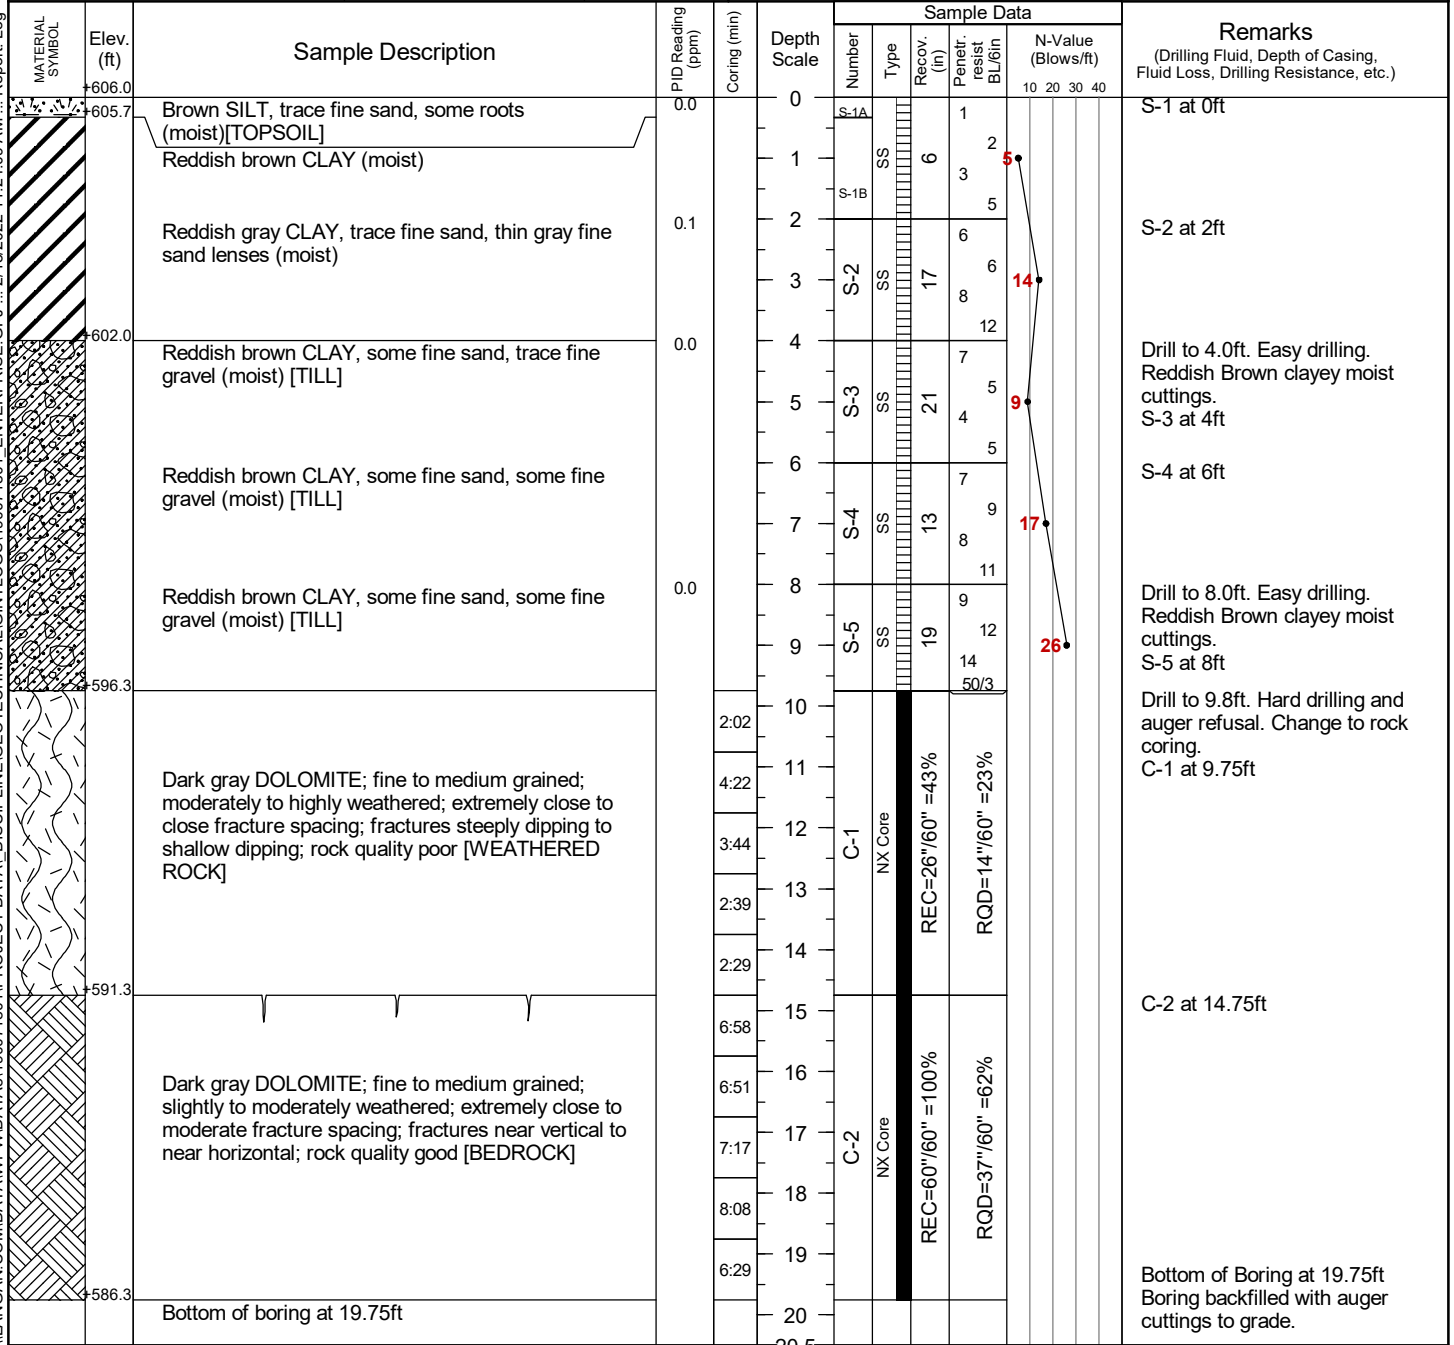 MATERIAL
SYMBOL
Elev.
(ft)
+606.0
Sample Description
PID Reading
(ppm)
Coring (min)
Depth
Scale
Sample Data
Number
Type
Recov.
(in)
Penetr.
resist
BL/6in
N-Value
(Blows/ft)
10 20 30 40
Remarks
(Drilling Fluid, Depth of Casing,
Fluid Loss, Drilling Resistance, etc.)
+605.7
Brown SILT, trace fine sand, some roots
(moist)[TOPSOIL]
0.0
0
S-1A
1
S-1 at 0ft
Reddish brown CLAY (moist)
1
SS
6
2
5
3
S-1B
5
Reddish gray CLAY, trace fine sand, thin gray fine
sand lenses (moist)
0.1
2
6
S-2 at 2ft
3
S-2
SS
17
6
14
8
12
+602.0
Reddish brown CLAY, some fine sand, trace fine
gravel (moist) [TILL]
0.0
4
7
Drill to 4.0ft. Easy drilling.
Reddish Brown clayey moist
cuttings.
S-3 at 4ft
5
S-3
SS
21
5
9
4
5
Reddish brown CLAY, some fine sand, some fine
gravel (moist) [TILL]
6
7
S-4 at 6ft
7
S-4
SS
13
9
17
8
11
Reddish brown CLAY, some fine sand, some fine
gravel (moist) [TILL]
0.0
8
9
Drill to 8.0ft. Easy drilling.
Reddish Brown clayey moist
cuttings.
S-5 at 8ft
9
S-5
SS
19
12
26
14
50/3
+596.3
10
Drill to 9.8ft. Hard drilling and
auger refusal. Change to rock
coring.
C-1 at 9.75ft
Dark gray DOLOMITE; fine to medium grained;
moderately to highly weathered; extremely close to
close fracture spacing; fractures steeply dipping to
shallow dipping; rock quality poor [WEATHERED
ROCK]
2:02
4:22
3:44
2:39
2:29
11
12
13
14
C-1
NX Core
REC=26"/60" =43%
RQD=14"/60" =23%
+591.3
15
C-2 at 14.75ft
Dark gray DOLOMITE; fine to medium grained;
slightly to moderately weathered; extremely close to
moderate fracture spacing; fractures near vertical to
near horizontal; rock quality good [BEDROCK]
6:58
6:51
7:17
8:08
6:29
16
17
18
19
C-2
NX Core
REC=60"/60" =100%
RQD=37"/60" =62%
+586.3
Bottom of boring at 19.75ft
20
Bottom of Boring at 19.75ft
Boring backfilled with auger
cuttings to grade.